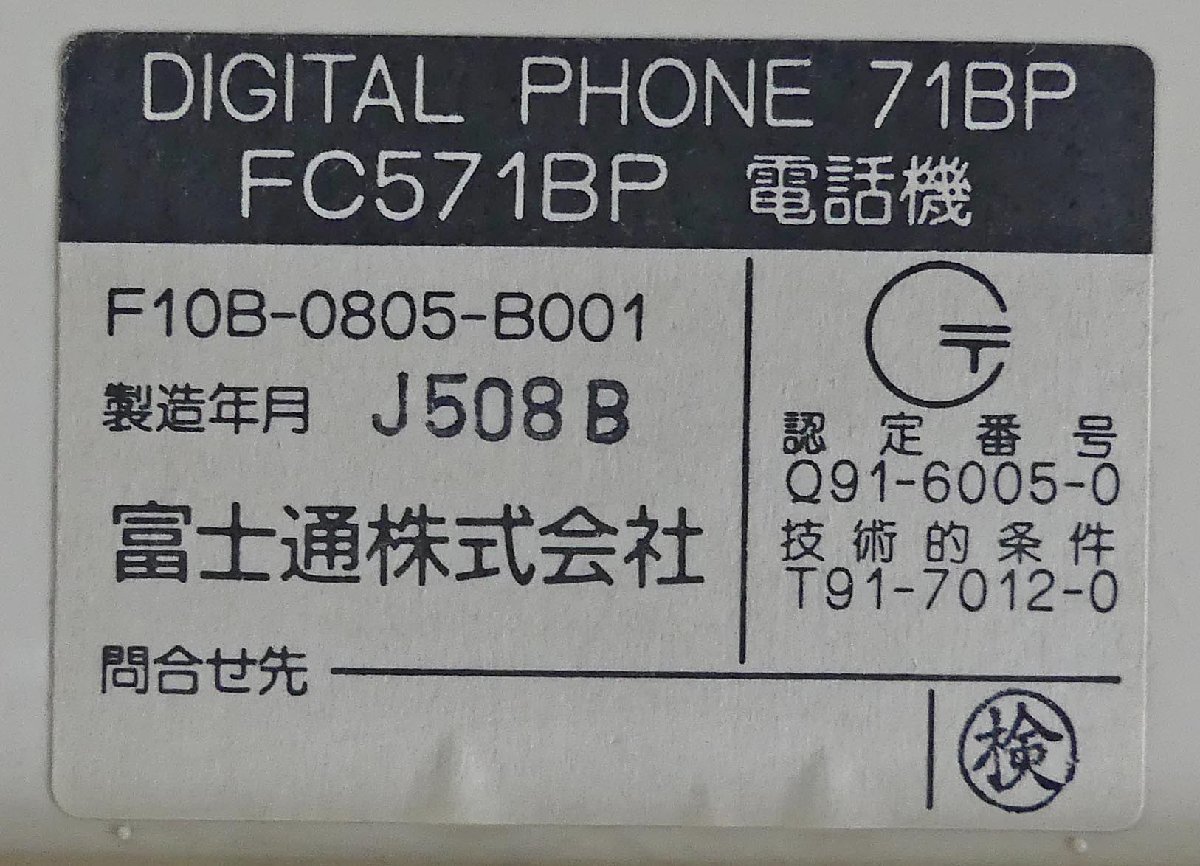 DIGITAL PHONE 71BP
FC571BP 電話機
F10B-0805-B001
製造年月 J508B
富士通株式会社
認定番号
Q91-6005-0
技術的条件
T91-7012-0
問合せ先
検